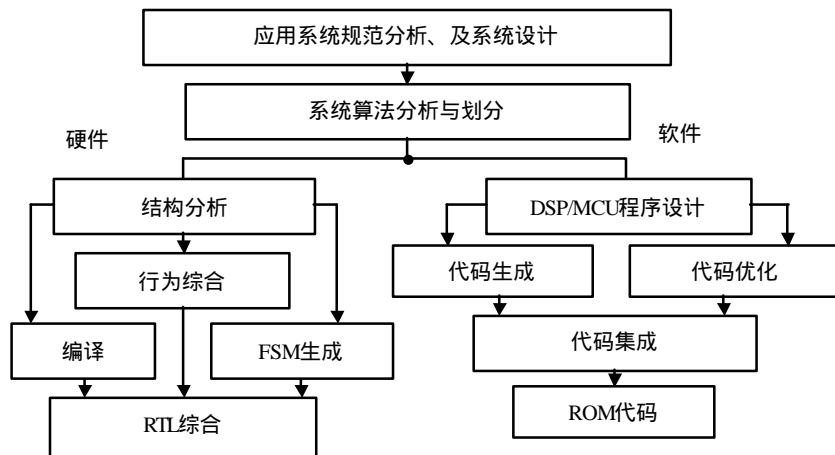 应用系统规范分析、及系统设计
系统算法分析与划分
硬件
软件
结构分析
DSP/MCU程序设计
行为综合
代码生成
代码优化
编译
FSM生成
代码集成
RTL综合
ROM代码